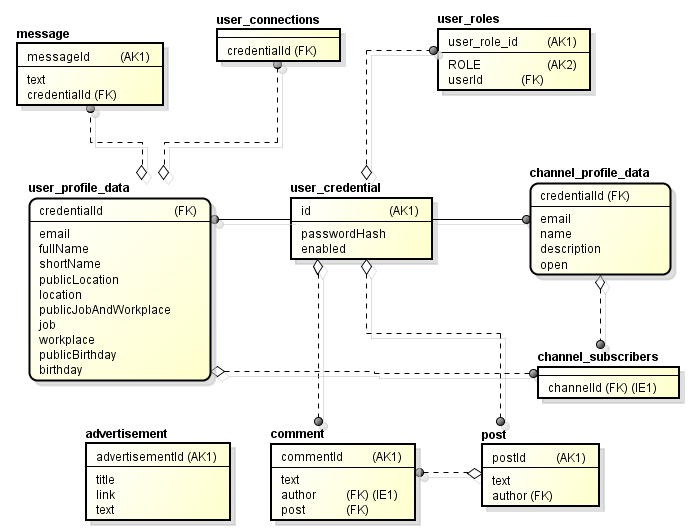 message
messageId (AK1)
text
credentialId (FK)
user_connections
credentialId (FK)
user_roles
user_role_id (AK1)
ROLE (AK2)
userId (FK)
user_profile_data
credentialId (FK)
email
fullName
shortName
publicLocation
location
publicJobAndWorkplace
job
workplace
publicBirthday
birthday
user_credential
id (AK1)
passwordHash
enabled
channel_profile_data
credentialId (FK)
email
name
description
open
channel_subscribers
channelId (FK) (IE1)
advertisement
advertisementId (AK1)
title
link
text
comment
commentId (AK1)
text
author (FK) (IE1)
post (FK)
post
postId (AK1)
text
author (FK)